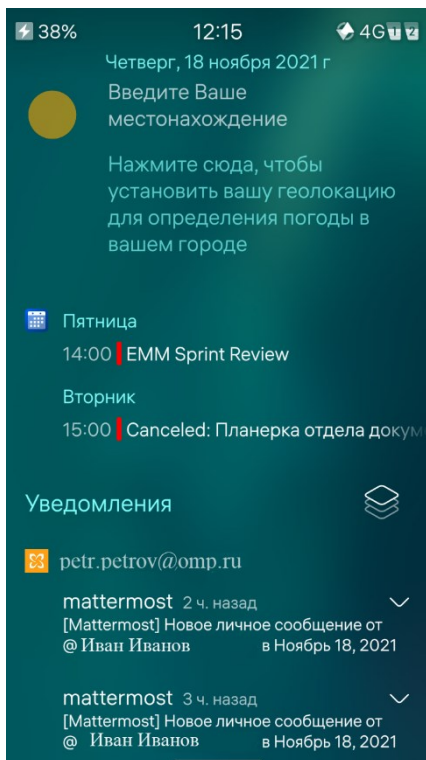 38% 12:15 4G 1 2
Четверг, 18 ноября 2021 г
Введите Ваше
местонахождение
Нажмите сюда, чтобы
установить вашу геолокацию
для определения погоды в
вашем городе
Пятница
14:00 EMM Sprint Review
Вторник
15:00 Canceled: Планерка отдела докум
Уведомления
petr.petrov@omp.ru
mattermost 2 ч. назад
[Mattermost] Новое личное сообщение от
@ Иван Иванов в Ноябрь 18, 2021
mattermost 3 ч. назад
[Mattermost] Новое личное сообщение от
@ Иван Иванов в Ноябрь 18, 2021